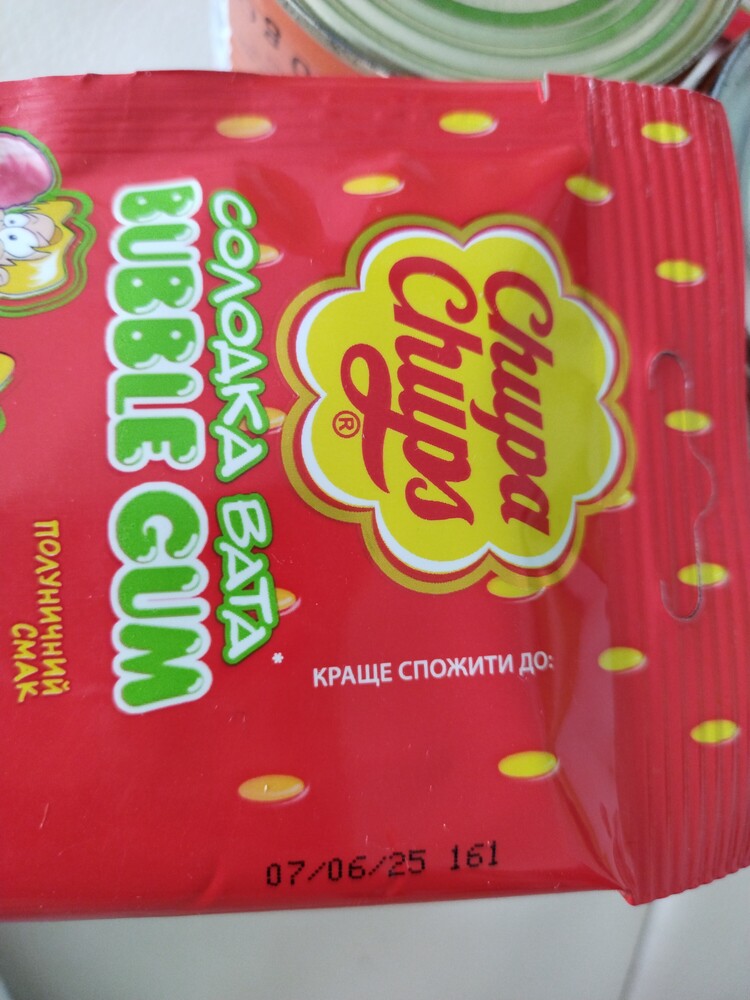 Chupa
Chups
®
СОЛОДКА ВАТА*
BUBBLE GUM
ПОЛУНИЧНИЙ
СМАК
КРАЩЕ СПОЖИТИ ДО:
07/06/25 161